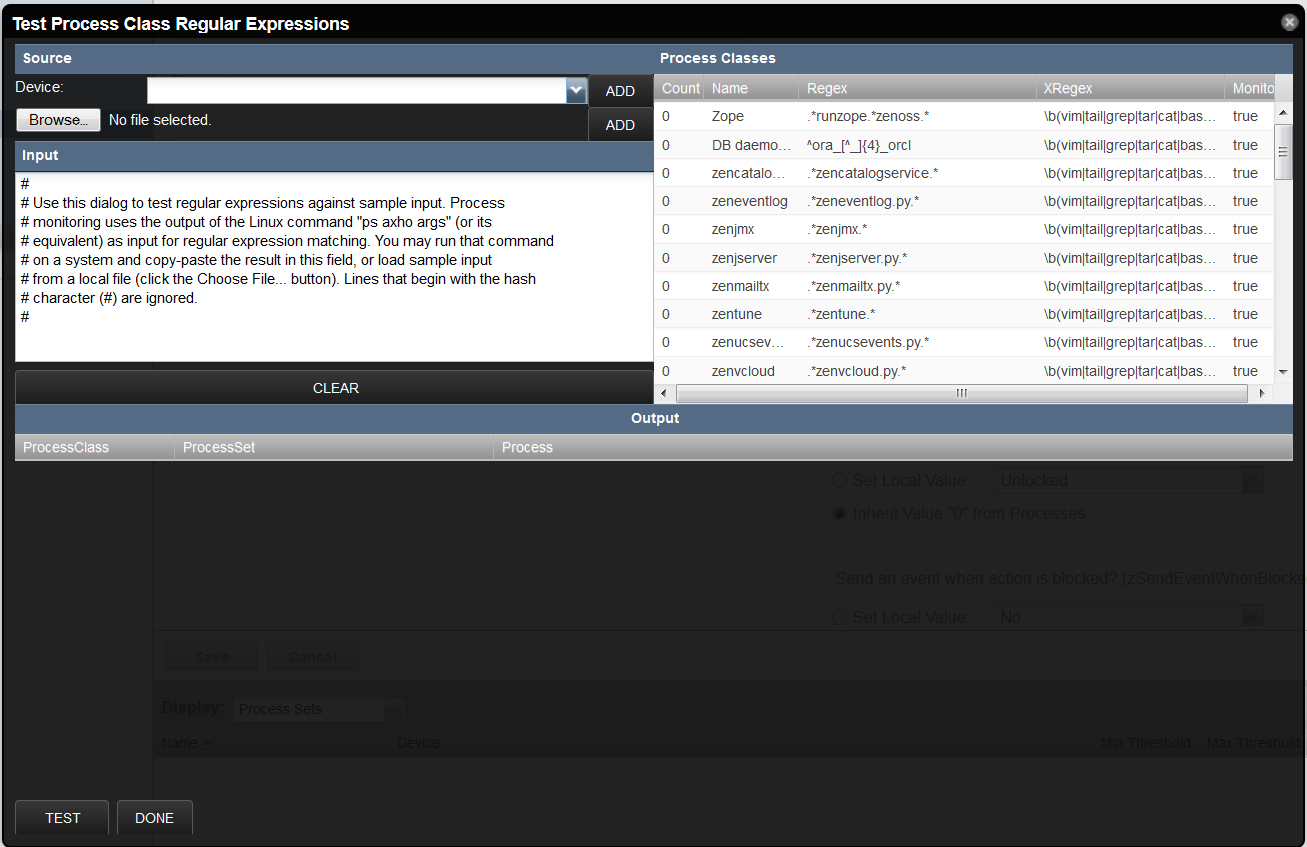 Test Process Class Regular Expressions
Source
Device:
ADD
Browse... No file selected.
ADD
Input
#
# Use this dialog to test regular expressions against sample input. Process
# monitoring uses the output of the Linux command "ps axho args" (or its
# equivalent) as input for regular expression matching. You may run that command
# on a system and copy-paste the result in this field, or load sample input
# from a local file (click the Choose File... button). Lines that begin with the hash
# character (#) are ignored.
#
CLEAR
Process Classes
Count Name Regex XRegex Monito
0 Zope .*runzope.*zenoss.* \b(vim|tail|grep|tar|cat|bas... true
0 DB daemo... ^ora_[^_]{4}_orcl \b(vim|tail|grep|tar|cat|bas... true
0 zencatalo... .*zencatalogservice.* \b(vim|tail|grep|tar|cat|bas... true
0 zeneventlog .*zeneventlog.py.* \b(vim|tail|grep|tar|cat|bas... true
0 zenjmx .*zenjmx.* \b(vim|tail|grep|tar|cat|bas... true
0 zenjserver .*zenjserver.py.* \b(vim|tail|grep|tar|cat|bas... true
0 zenmailtx .*zenmailtx.py.* \b(vim|tail|grep|tar|cat|bas... true
0 zentune .*zentune.* \b(vim|tail|grep|tar|cat|bas... true
0 zenucsev... .*zenucsevents.py.* \b(vim|tail|grep|tar|cat|bas... true
0 zenvcloud .*zenvcloud.py.* \b(vim|tail|grep|tar|cat|bas... true
Output
ProcessClass ProcessSet Process
Set Local Value Unlocked
Inherit Value "0" from Processes
Send an event when action is blocked? (zSendEventWhenBlocke
Set Local Value No
Save Cancel
Display: Process Sets
Name Device Min Threshold Max Threshold
TEST DONE